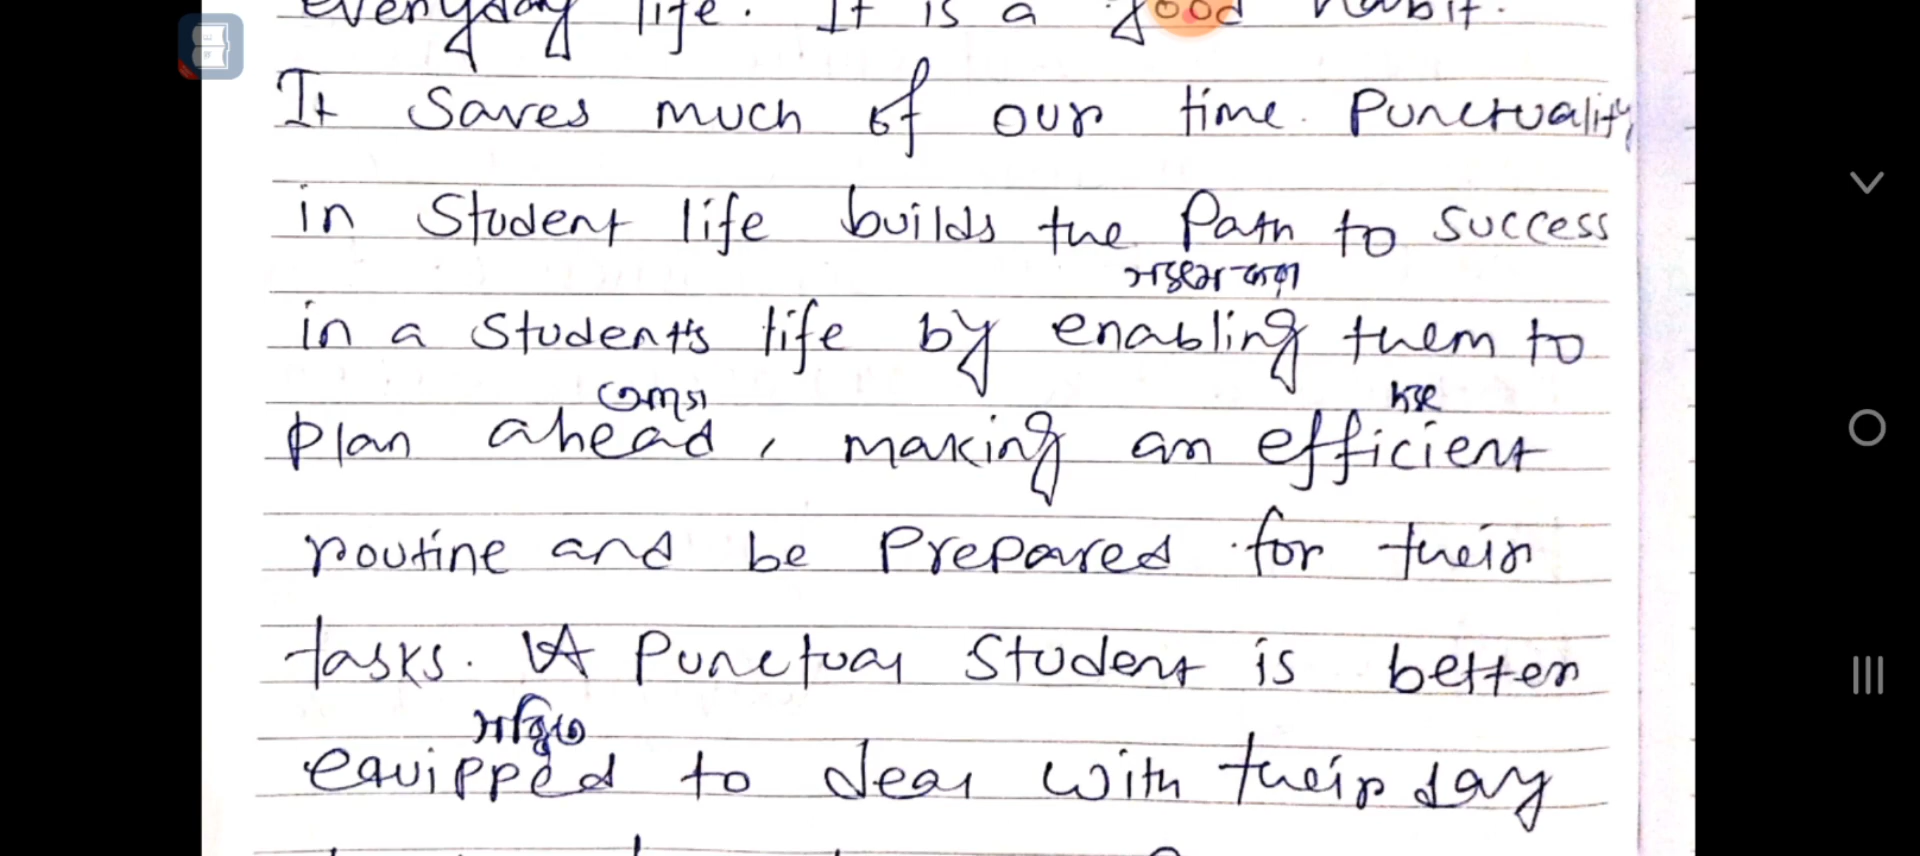 everyday life. It is a good habit.
It saves much of our time. Punctuality
in Student life builds the Path to success
in a student's life by enabling them to
plan ahead, making an efficient
routine and be Prepared for their
tasks. A Punctual Student is better
equipped to deal with their day